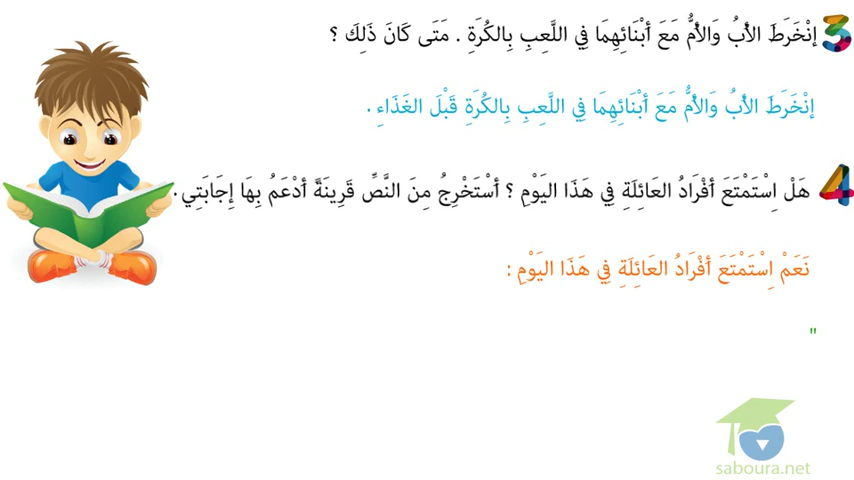 3 إِنْخَرَطَ الأَبُ وَالأُمُّ مَعَ أَبْنَائِهِمَا فِي اللَّعِبِ بِالكُرَةِ . مَتَى كَانَ ذَلِكَ ؟
إِنْخَرَطَ الأَبُ وَالأُمُّ مَعَ أَبْنَائِهِمَا فِي اللَّعِبِ بِالكُرَةِ قَبْلَ الغَذَاءِ .
4 هَلْ اِسْتَمْتَعَ أَفْرَادُ العَائِلَةِ فِي هَذَا اليَوْمِ ؟ أَسْتَخْرِجُ مِنَ النَّصِّ قَرِينَةً أَدْعَمُ بِهَا إِجَابَتِي .
نَعَمْ اِسْتَمْتَعَ أَفْرَادُ العَائِلَةِ فِي هَذَا اليَوْمِ :
"
saboura.net